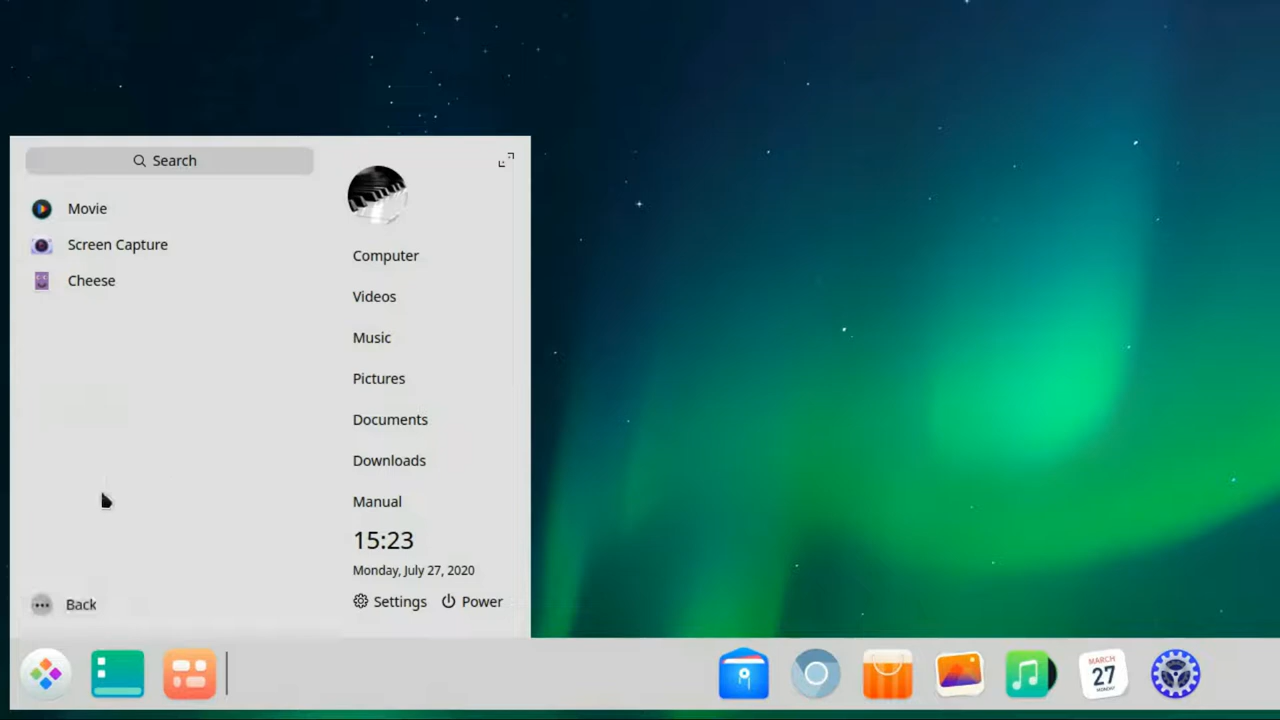 Search
Movie
Screen Capture
Cheese
Back
Computer
Videos
Music
Pictures
Documents
Downloads
Manual
15:23
Monday, July 27, 2020
Settings
Power
MARCH
27
MONDAY